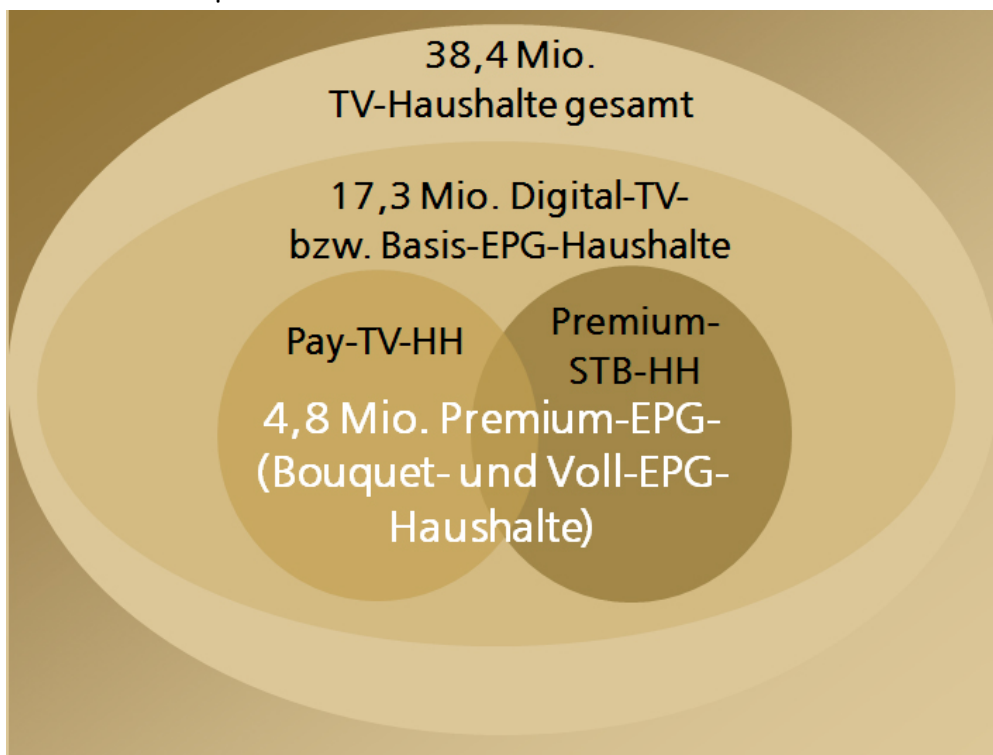 38,4 Mio.
TV-Haushalte gesamt
17,3 Mio. Digital-TV-
bzw. Basis-EPG-Haushalte
Pay-TV-HH
Premium-
STB-HH
4,8 Mio. Premium-EPG-
(Bouquet- und Voll-EPG-
Haushalte)